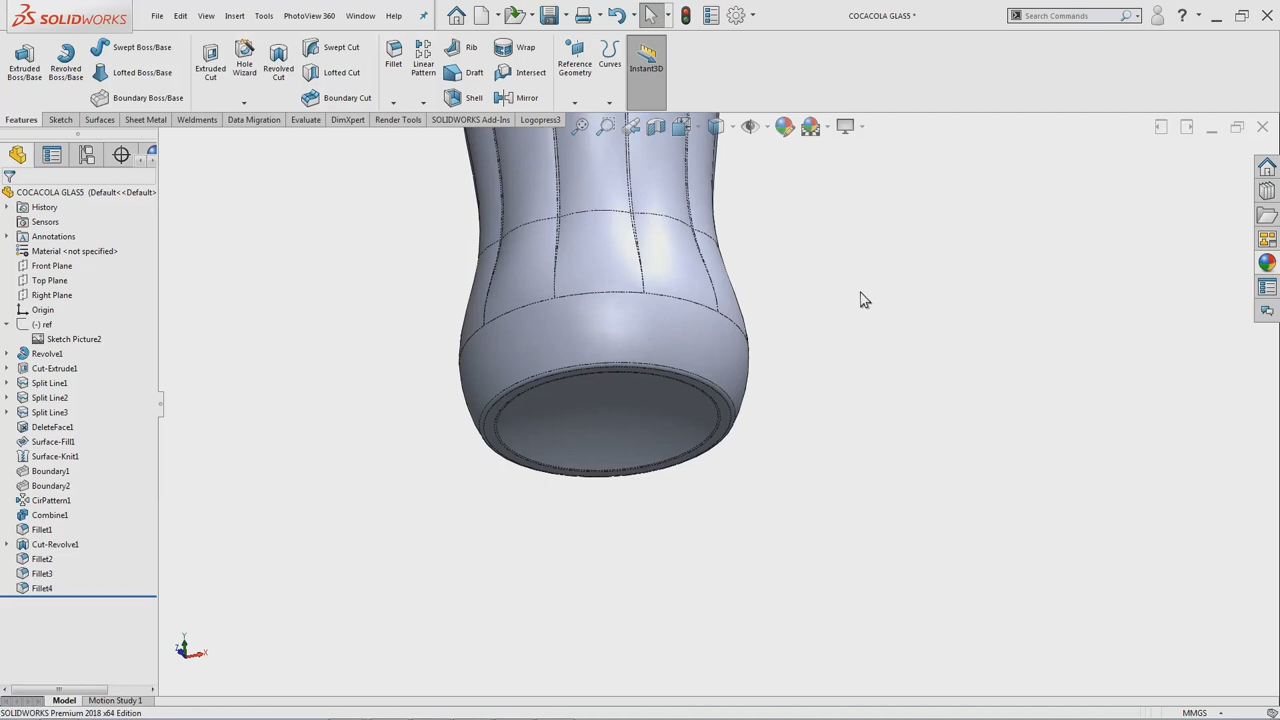 SOLIDWORKS
File Edit View Insert Tools PhotoView 360 Window Help
COCACOLA GLAS5 *
Search Commands
Extruded Boss/Base
Revolved Boss/Base
Swept Boss/Base
Lofted Boss/Base
Boundary Boss/Base
Extruded Cut
Hole Wizard
Revolved Cut
Swept Cut
Lofted Cut
Boundary Cut
Fillet
Linear Pattern
Rib
Draft
Shell
Wrap
Intersect
Mirror
Reference Geometry
Curves
Instant3D
Features Sketch Surfaces Sheet Metal Weldments Data Migration Evaluate DimXpert Render Tools SOLIDWORKS Add-Ins Logopress3
COCACOLA GLAS5 (Default<<Default>
History
Sensors
Annotations
Material <not specified>
Front Plane
Top Plane
Right Plane
Origin
(-) ref
Sketch Picture2
Revolve1
Cut-Extrude1
Split Line1
Split Line2
Split Line3
DeleteFace1
Surface-Fill1
Surface-Knit1
Boundary1
Boundary2
CirPattern1
Combine1
Fillet1
Cut-Revolve1
Fillet2
Fillet3
Fillet4
Y
Z
X
Model Motion Study 1
SOLIDWORKS Premium 2018 x64 Edition
MMGS